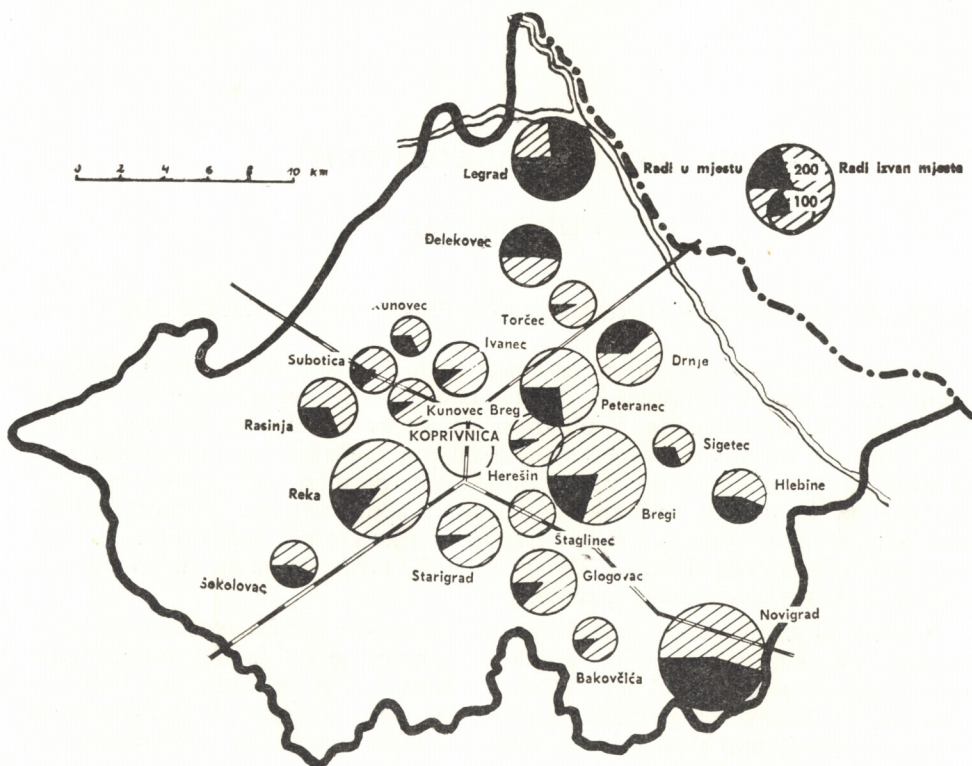 0 2 4 6 8 10 km
Legrad
Radi u mjestu
200
Radi izvan mjesta
100
Đelekovec
Torčec
Kunovec
Ivanec
Subotica
Drnje
Rasinja
Kunovec Breg
Peteranec
KOPRIVNICA
Sigetec
Herešin
Reka
Hlebine
Bregi
Štaglinec
Starigrad
Glogovac
Sokolovac
Novigrad
Bakovčića